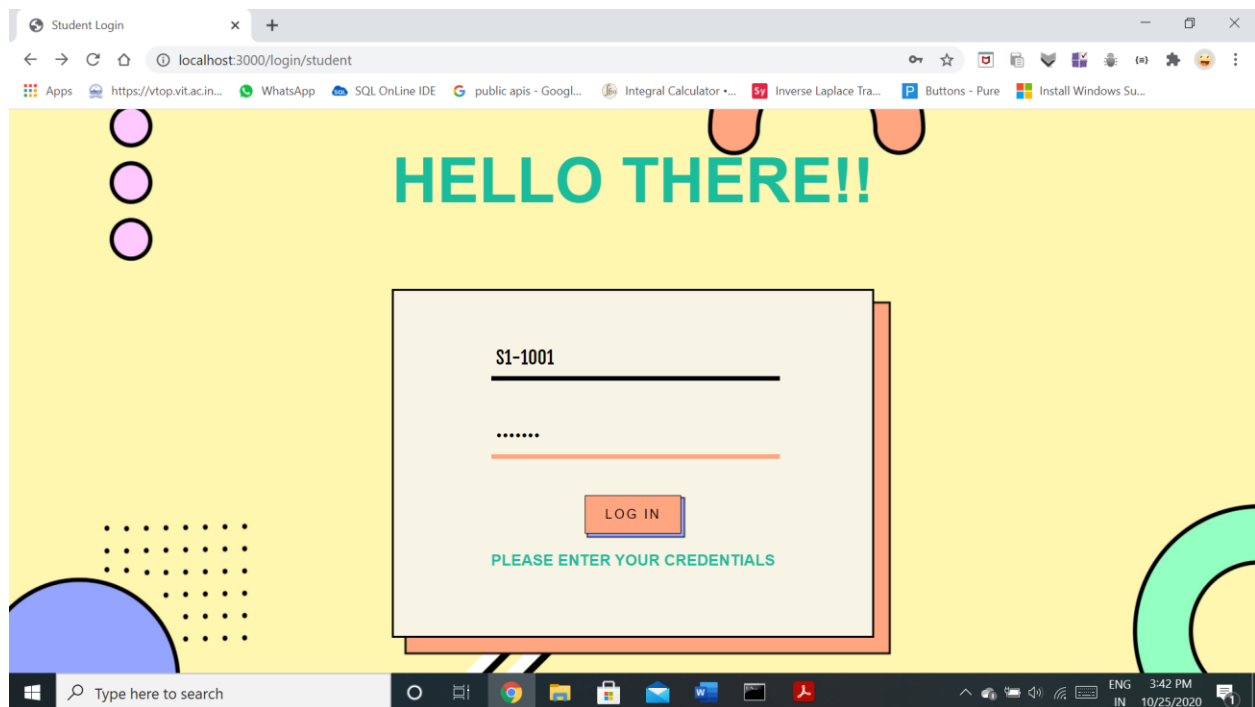 Student Login
localhost:3000/login/student
Apps https://vtop.vit.ac.in... WhatsApp SQL OnLine IDE public apis - Googl... Integral Calculator •... Sy Inverse Laplace Tra... P Buttons - Pure Install Windows Su...
HELLO THERE!!
S1-1001
•••••••
LOG IN
PLEASE ENTER YOUR CREDENTIALS
Type here to search
ENG 3:42 PM
IN 10/25/2020
1